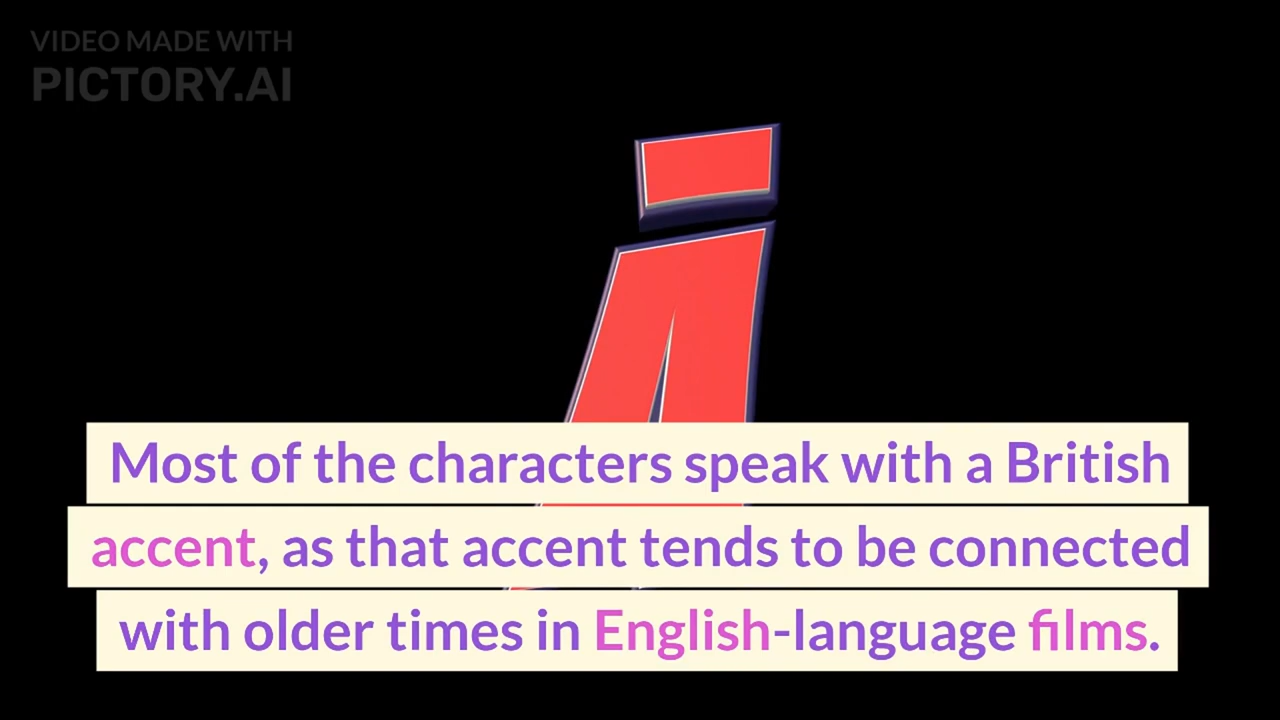 VIDEO MADE WITH
PICTORY.AI
Most of the characters speak with a British
accent, as that accent tends to be connected
with older times in English-language films.